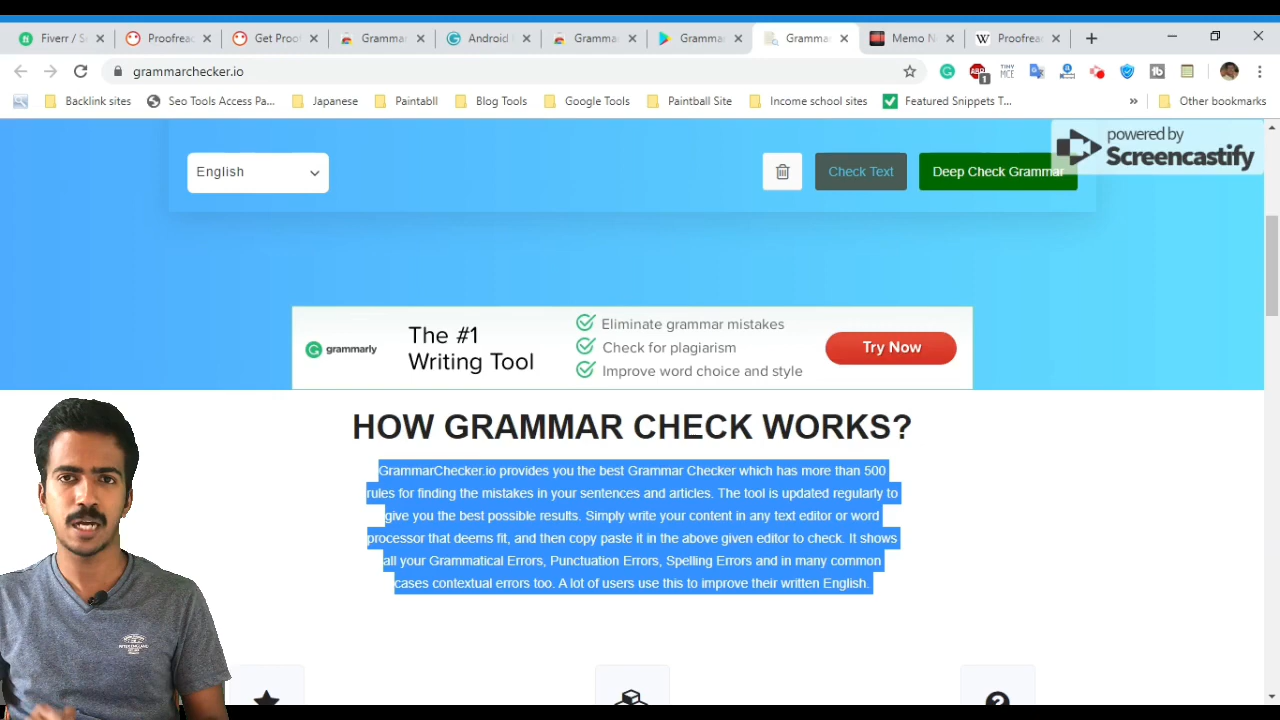 Fiverr / S
Proofrea
Get Proo
Gramma
Android
Gramma
Gramma
Gramma
Memo N
Proofrea
grammarchecker.io
ABP
1
TINY
MCE
Backlink sites
Seo Tools Access Pa...
Japanese
Paintabll
Blog Tools
Google Tools
Paintball Site
Income school sites
Featured Snippets T...
Other bookmarks
powered by
Screencastify
English
Check Text
Deep Check Grammar
grammarly
The #1
Writing Tool
Eliminate grammar mistakes
Check for plagiarism
Improve word choice and style
Try Now
HOW GRAMMAR CHECK WORKS?
GrammarChecker.io provides you the best Grammar Checker which has more than 500
rules for finding the mistakes in your sentences and articles. The tool is updated regularly to
give you the best possible results. Simply write your content in any text editor or word
processor that deems fit, and then copy paste it in the above given editor to check. It shows
all your Grammatical Errors, Punctuation Errors, Spelling Errors and in many common
cases contextual errors too. A lot of users use this to improve their written English.
PETER ENGLAND